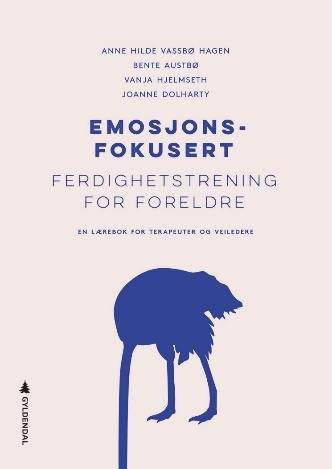 ANNE HILDE VASSBØ HAGEN
BENTE AUSTBØ
VANJA HJELMSETH
JOANNE DOLHARTY
EMOSJONS-
FOKUSERT
FERDIGHETSTRENING
FOR FORELDRE
EN LÆREBOK FOR TERAPEUTER OG VEILEDERE
GYLDENDAL